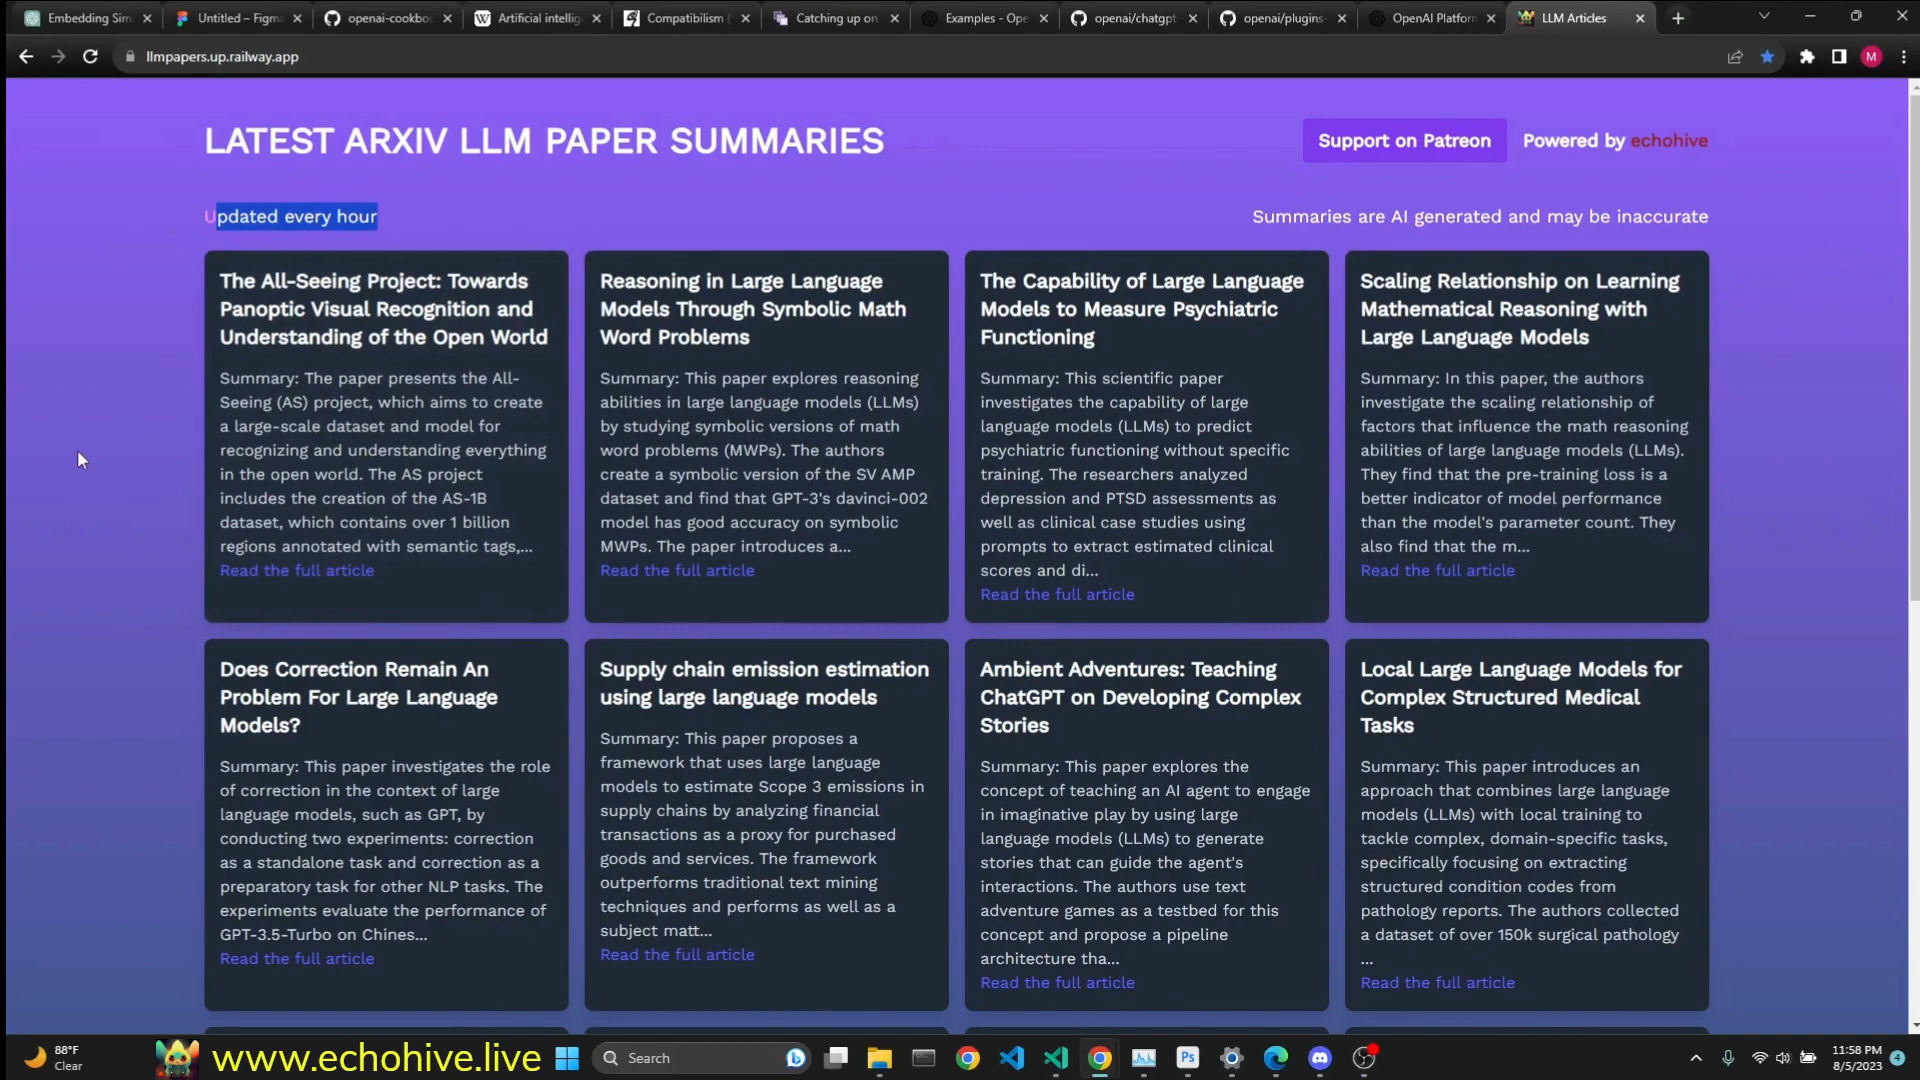 Embedding Sim
Untitled – Figma
openai-cookboo
Artificial intellig
Compatibilism (
Catching up on
Examples - Ope
openai/chatgpt-
openai/plugins-
OpenAI Platform
LLM Articles
llmpapers.up.railway.app
M
LATEST ARXIV LLM PAPER SUMMARIES
Support on Patreon
Powered by echohive
Updated every hour
Summaries are AI generated and may be inaccurate
The All-Seeing Project: Towards
Panoptic Visual Recognition and
Understanding of the Open World
Summary: The paper presents the All-
Seeing (AS) project, which aims to create
a large-scale dataset and model for
recognizing and understanding everything
in the open world. The AS project
includes the creation of the AS-1B
dataset, which contains over 1 billion
regions annotated with semantic tags,...
Read the full article
Reasoning in Large Language
Models Through Symbolic Math
Word Problems
Summary: This paper explores reasoning
abilities in large language models (LLMs)
by studying symbolic versions of math
word problems (MWPs). The authors
create a symbolic version of the SV AMP
dataset and find that GPT-3's davinci-002
model has good accuracy on symbolic
MWPs. The paper introduces a...
Read the full article
The Capability of Large Language
Models to Measure Psychiatric
Functioning
Summary: This scientific paper
investigates the capability of large
language models (LLMs) to predict
psychiatric functioning without specific
training. The researchers analyzed
depression and PTSD assessments as
well as clinical case studies using
prompts to extract estimated clinical
scores and di...
Read the full article
Scaling Relationship on Learning
Mathematical Reasoning with
Large Language Models
Summary: In this paper, the authors
investigate the scaling relationship of
factors that influence the math reasoning
abilities of large language models (LLMs).
They find that the pre-training loss is a
better indicator of model performance
than the model's parameter count. They
also find that the m...
Read the full article
Does Correction Remain An
Problem For Large Language
Models?
Summary: This paper investigates the role
of correction in the context of large
language models, such as GPT, by
conducting two experiments: correction
as a standalone task and correction as a
preparatory task for other NLP tasks. The
experiments evaluate the performance of
GPT-3.5-Turbo on Chines...
Read the full article
Supply chain emission estimation
using large language models
Summary: This paper proposes a
framework that uses large language
models to estimate Scope 3 emissions in
supply chains by analyzing financial
transactions as a proxy for purchased
goods and services. The framework
outperforms traditional text mining
techniques and performs as well as a
subject matt...
Read the full article
Ambient Adventures: Teaching
ChatGPT on Developing Complex
Stories
Summary: This paper explores the
concept of teaching an AI agent to engage
in imaginative play by using large
language models (LLMs) to generate
stories that can guide the agent's
interactions. The authors use text
adventure games as a testbed for this
concept and propose a pipeline
architecture tha...
Read the full article
Local Large Language Models for
Complex Structured Medical
Tasks
Summary: This paper introduces an
approach that combines large language
models (LLMs) with local training to
tackle complex, domain-specific tasks,
specifically focusing on extracting
structured condition codes from
pathology reports. The authors collected
a dataset of over 150k surgical pathology
...
Read the full article
88°F
Clear
www.echohive.live
Search
Ps
11:58 PM
8/5/2023
4